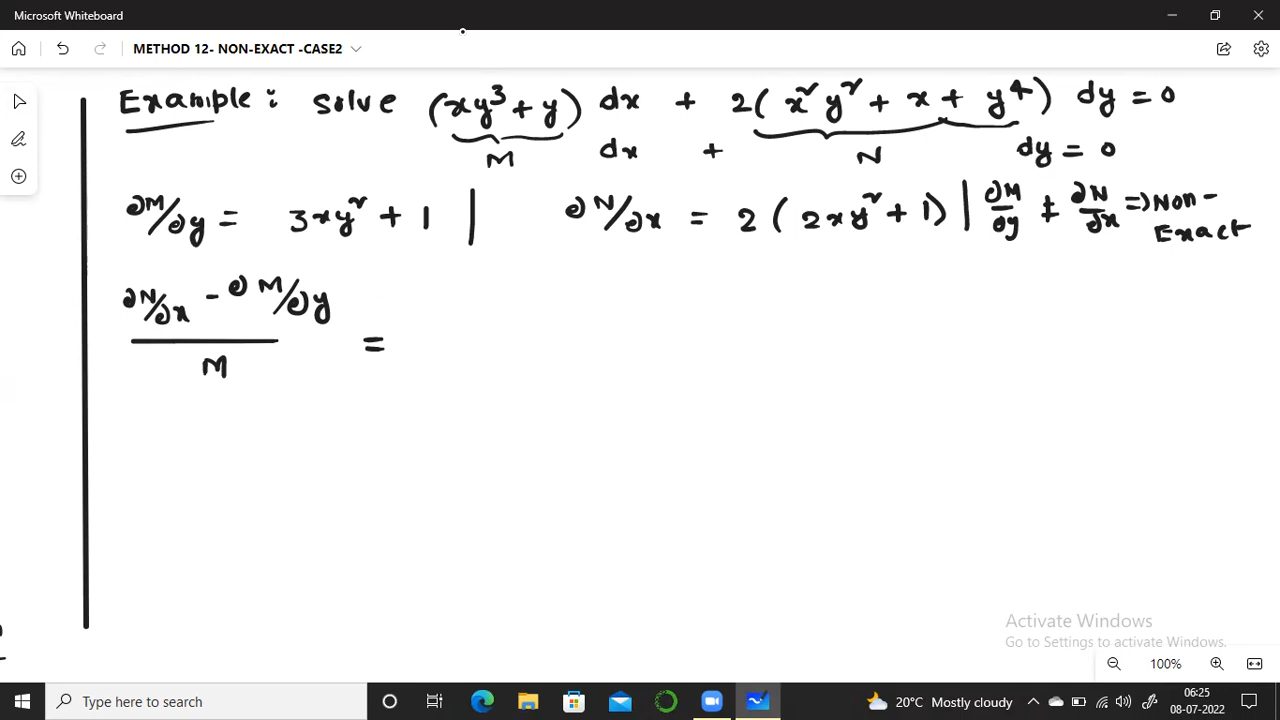 Microsoft Whiteboard
METHOD 12- NON-EXACT -CASE2
Example: solve (xy³ + y) dx + 2(x²y² + x + y⁴) dy = 0
M dx + N dy = 0
∂M/∂y = 3xy² + 1 | ∂N/∂x = 2(2xy² + 1) | ∂M/∂y ≠ ∂N/∂x => Non-
Exact
∂N/∂x - ∂M/∂y
M
=
Activate Windows
Go to Settings to activate Windows.
100%
Type here to search
20°C Mostly cloudy
06:25
08-07-2022